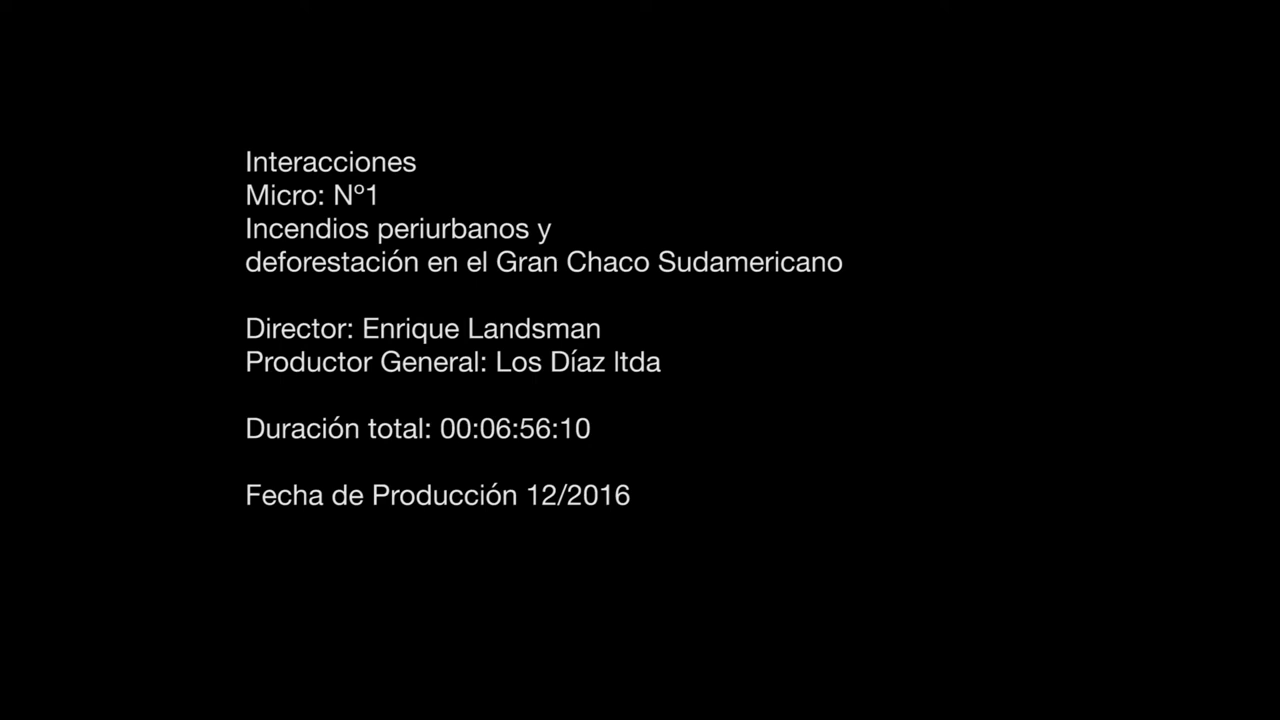 Interacciones
Micro: Nº1
Incendios periurbanos y
deforestación en el Gran Chaco Sudamericano
Director: Enrique Landsman
Productor General: Los Díaz ltda
Duración total: 00:06:56:10
Fecha de Producción 12/2016